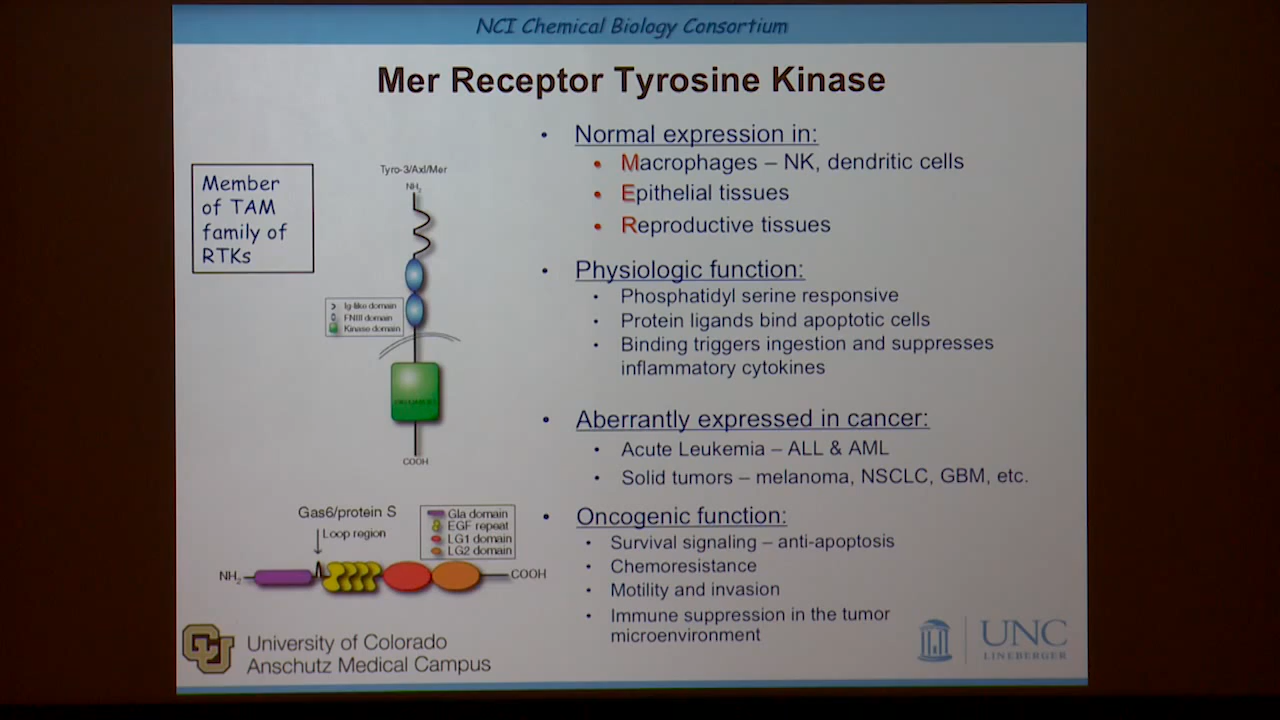 NCI Chemical Biology Consortium
Mer Receptor Tyrosine Kinase
Member
of TAM
family of
RTKs
Tyro-3/Axl/Mer
NH2
Ig-like domain
FNIII domain
Kinase domain
COOH
Gas6/protein S
Loop region
Gla domain
EGF repeat
LG1 domain
LG2 domain
NH2
COOH
• Normal expression in:
• Macrophages – NK, dendritic cells
• Epithelial tissues
• Reproductive tissues
• Physiologic function:
• Phosphatidyl serine responsive
• Protein ligands bind apoptotic cells
• Binding triggers ingestion and suppresses
inflammatory cytokines
• Aberrantly expressed in cancer:
• Acute Leukemia – ALL & AML
• Solid tumors – melanoma, NSCLC, GBM, etc.
• Oncogenic function:
• Survival signaling – anti-apoptosis
• Chemoresistance
• Motility and invasion
• Immune suppression in the tumor
microenvironment
CU
University of Colorado
Anschutz Medical Campus
UNC
LINEBERGER